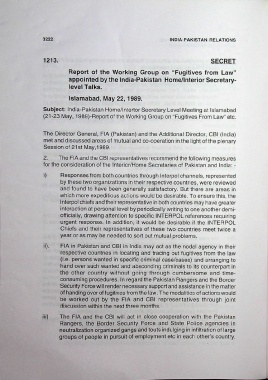 3222 INDIA PAKISTAN RELATIONS
1213. SECRET
Report of the Working Group on "Fugitives from Law"
appointed by the India-Pakistan Home/Interior Secretary-
level Talks.
Islamabad, May 22, 1989.
Subject: India-Pakistan Home/Interior Secretary Level Meeting at Islamabad
(21-23 May, 1989)-Report of the Working Group on "Fugitives From Law" etc.
The Director General, FIA (Pakistan) and the Additional Director, CBI (India)
met and discussed areas of mutual and co-operation in the light of the plenary
Session of 21st May, 1989.
2. The FIA and the CBI representatives recommend the following measures
for the consideration of the Interior/Home Secretaries of Pakistan and India: -
i) Responses from both countries through Interpol channels, represented
by these two organizations in their respective countries, were reviewed
and found to have been generally satisfactory. But there are areas in
which more expeditious action would be desirable. To ensure this, the
Interpol chiefs and their representative in both countries may have greater
interaction at personal level by periodically writing to one another demi-
officially, drawing attention to specific INTERPOL references requiring
urgent response. In addition, it would be desirable if the INTERPOL
Chiefs and their representatives of these two countries meet twice a
year or as may be needed to sort out mutual problems.
ii). FIA in Pakistan and CBI in India may act as the nodal agency in their
respective countries in locating and tracing out fugitives from the law
(i.e. persons wanted in specific criminal case/cases) and arranging to
hand over such wanted and absconding criminals to its counterpart in
the other country without going through cumbersome and time-
consuming procedures. In regard the Pakistan Rangers and the Border
Security Force will render necessary support and assistance in the matter
of handing over of fugitives from the law. The modalities of actions would
be worked out by the FIA and CBI representatives through joint
discussion within the next three months.
iii) The FIA and the CBI will act in close cooperation with the Pakistan
Rangers, the Border Security Force and State Police agencies in
neutralization organized gangs and touts indulging in infiltration of large
groups of people in pursuit of employment etc in each other's country.